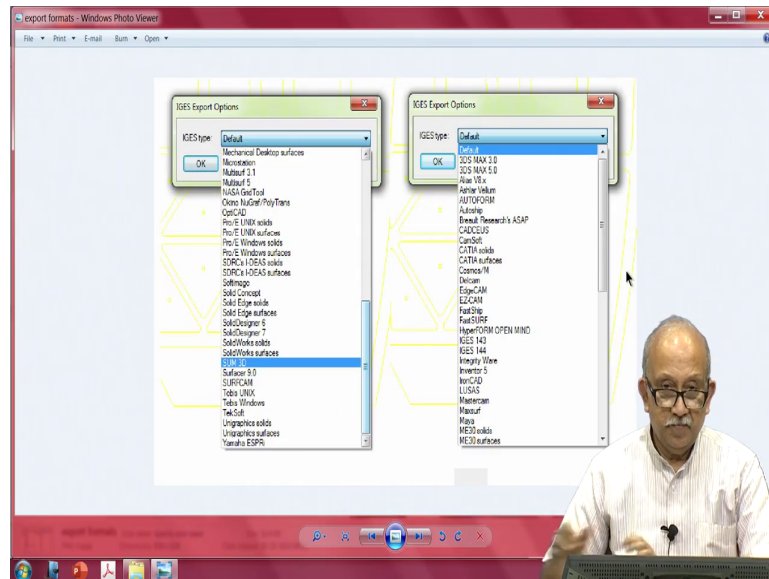 export formats - Windows Photo Viewer
File Print E-mail Burn Open
IGES Export Options
IGES type: Default
OK
Mechanical Desktop surfaces
Microstation
Multisurf 3.1
Multisurf 5
NASA GridTool
Okino NuGraf/PolyTrans
OptiCAD
Pro/E UNIX solids
Pro/E UNIX surfaces
Pro/E Windows solids
Pro/E Windows surfaces
SDRC's I-DEAS solids
SDRC's I-DEAS surfaces
Softimage
Solid Concept
Solid Edge solids
Solid Edge surfaces
SolidDesigner 6
SolidDesigner 7
SolidWorks solids
SolidWorks surfaces
SUM 3D
Surfacer 9.0
SURFCAM
Tebis UNIX
Tebis Windows
TekSoft
Unigraphics solids
Unigraphics surfaces
Yamaha ESPRi
IGES Export Options
IGES type: Default
OK
Default
3DS MAX 3.0
3DS MAX 5.0
Alias V8.x
Ashlar Vellum
AUTOFORM
Autoship
Breault Research's ASAP
CADCEUS
CamSoft
CATIA solids
CATIA surfaces
Cosmos/M
Delcam
EdgeCAM
EZ-CAM
FastShip
FastSURF
HyperFORM OPEN MIND
IGES 143
IGES 144
Integrity Ware
Inventor 5
IronCAD
LUSAS
Mastercam
Maxsurf
Maya
ME30 solids
ME30 surfaces
export formats